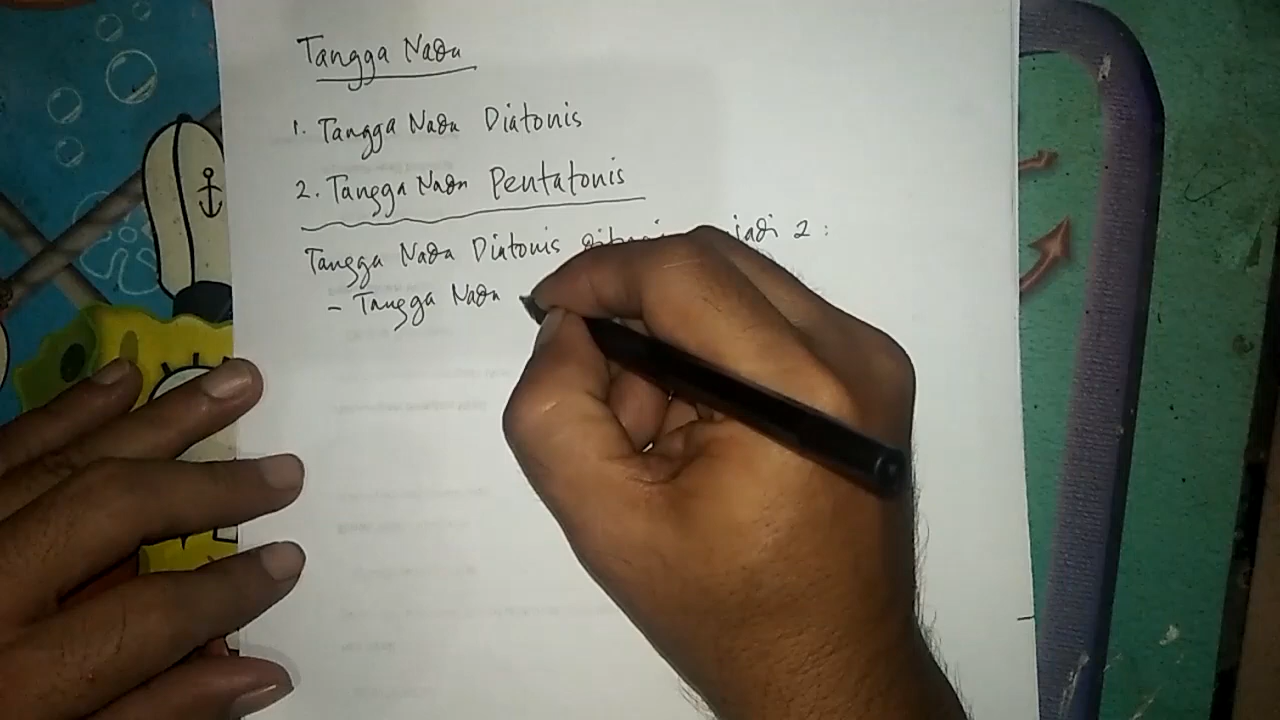 Tangga Nada
1. Tangga Nada Diatonis
2. Tangga Nada Pentatonis
Tangga Nada Diatonis 2 :
- Tangga Nada